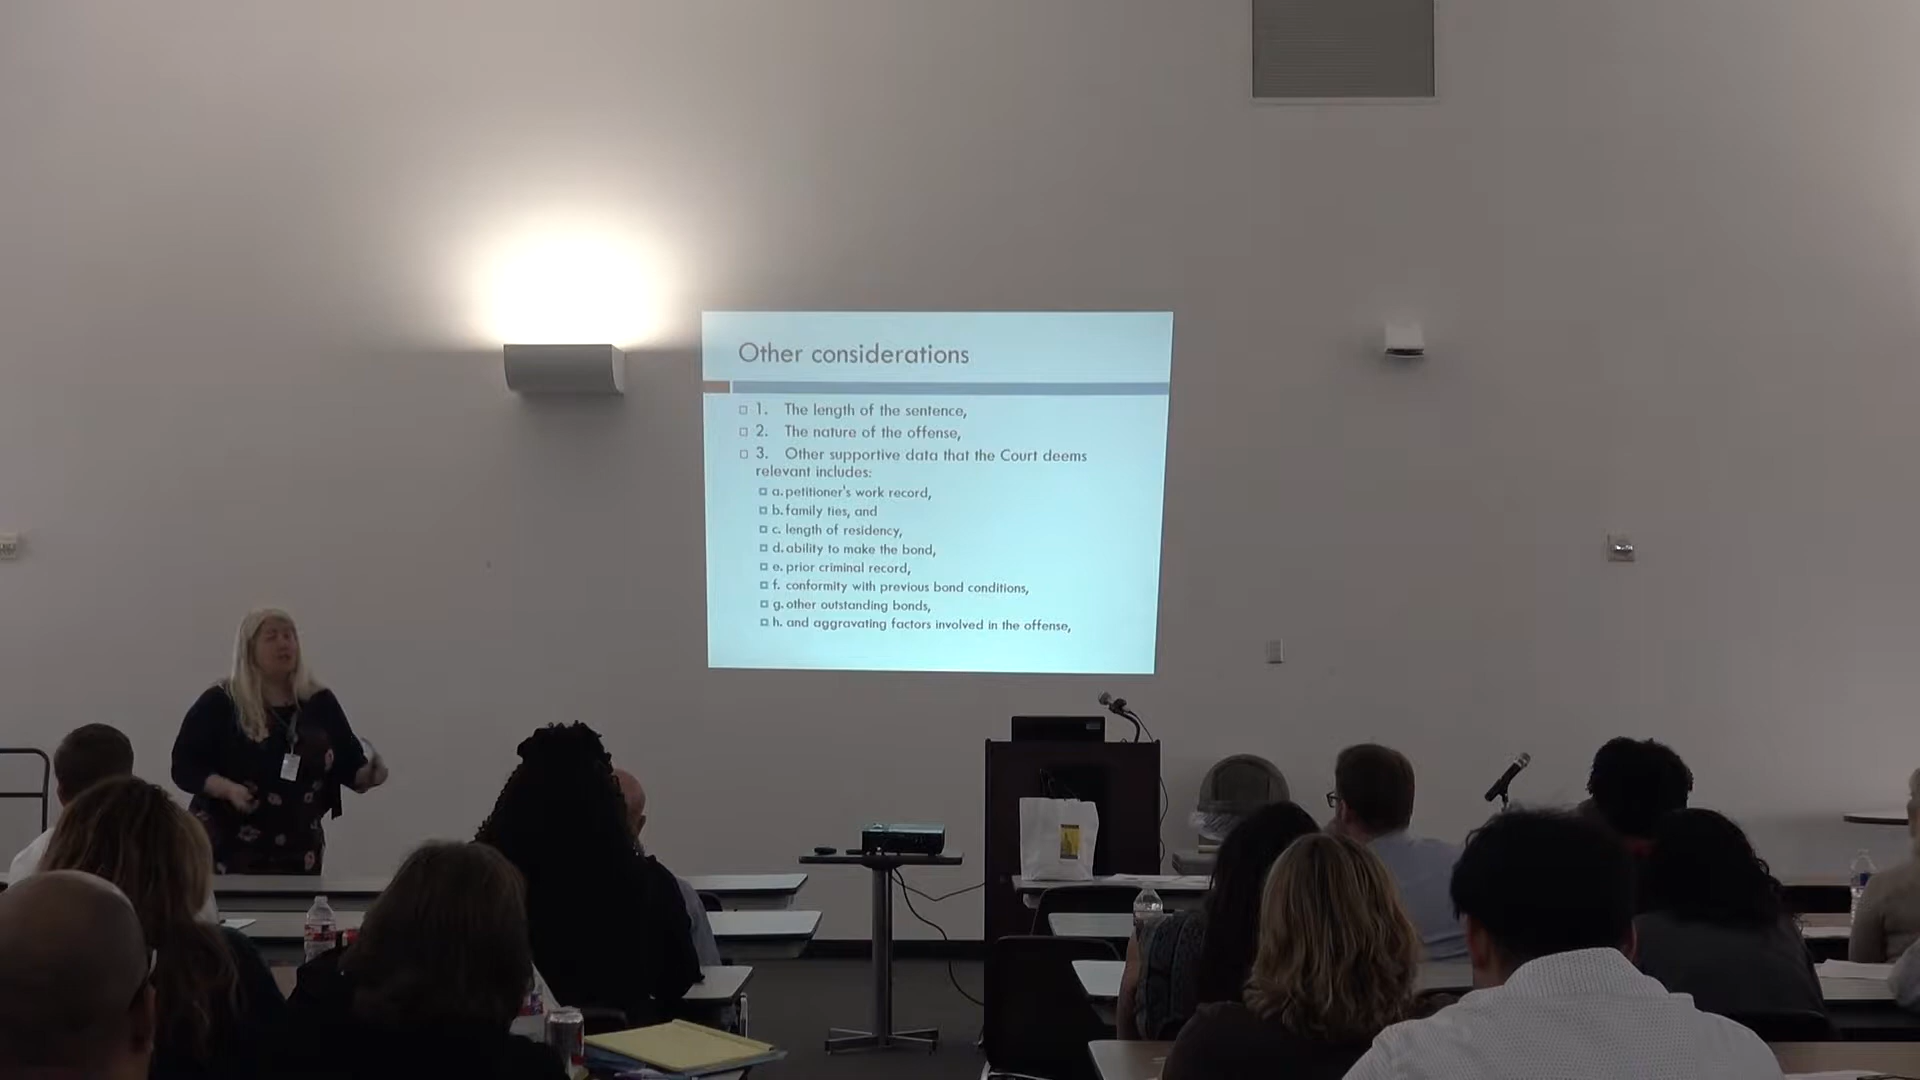 Other considerations
1. The length of the sentence,
2. The nature of the offense,
3. Other supportive data that the Court deems
relevant includes:
a. petitioner's work record,
b. family ties, and
c. length of residency,
d. ability to make the bond,
e. prior criminal record,
f. conformity with previous bond conditions,
g. other outstanding bonds,
h. and aggravating factors involved in the offense,